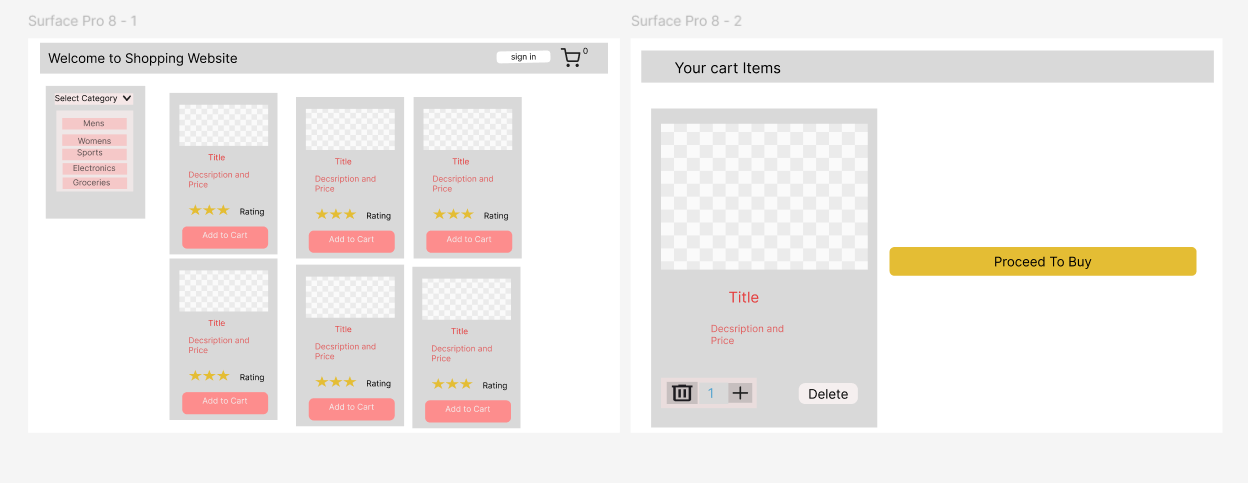 Surface Pro 8 - 1
Welcome to Shopping Website
sign in
0
Select Category
Mens
Womens
Sports
Electronics
Groceries
Title
Decsription and
Price
Rating
Add to Cart
Title
Decsription and
Price
Rating
Add to Cart
Title
Decsription and
Price
Rating
Add to Cart
Title
Decsription and
Price
Rating
Add to Cart
Title
Decsription and
Price
Rating
Add to Cart
Title
Decsription and
Price
Rating
Add to Cart
Surface Pro 8 - 2
Your cart Items
Title
Decsription and
Price
1
Delete
Proceed To Buy